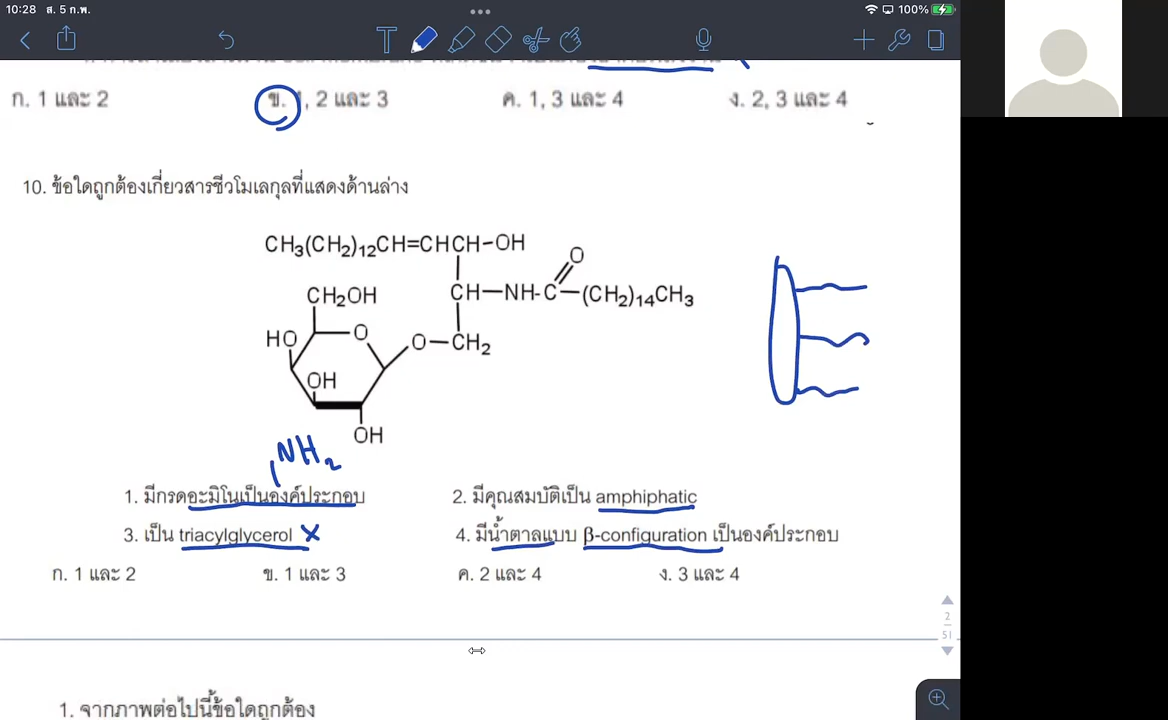 10:28 ส. 5 ก.พ. 100%
T
ก. 1 และ 2 ข. 1, 2 และ 3 ค. 1, 3 และ 4 ง. 2, 3 และ 4
10. ข้อใดถูกต้องเกี่ยวสารชีวโมเลกุลที่แสดงด้านล่าง
CH₃(CH₂)₁₂CH=CHCH-OH
O
CH₂OH CH—NH-C—(CH₂)₁₄CH₃
HO O O—CH₂
OH
OH
NH₂
1. มีกรดอะมิโนเป็นองค์ประกอบ 2. มีคุณสมบัติเป็น amphiphatic
3. เป็น triacylglycerol X 4. มีน้ำตาลแบบ β-configuration เป็นองค์ประกอบ
ก. 1 และ 2 ข. 1 และ 3 ค. 2 และ 4 ง. 3 และ 4
2
51
1. จากภาพต่อไปนี้ข้อใดถูกต้อง